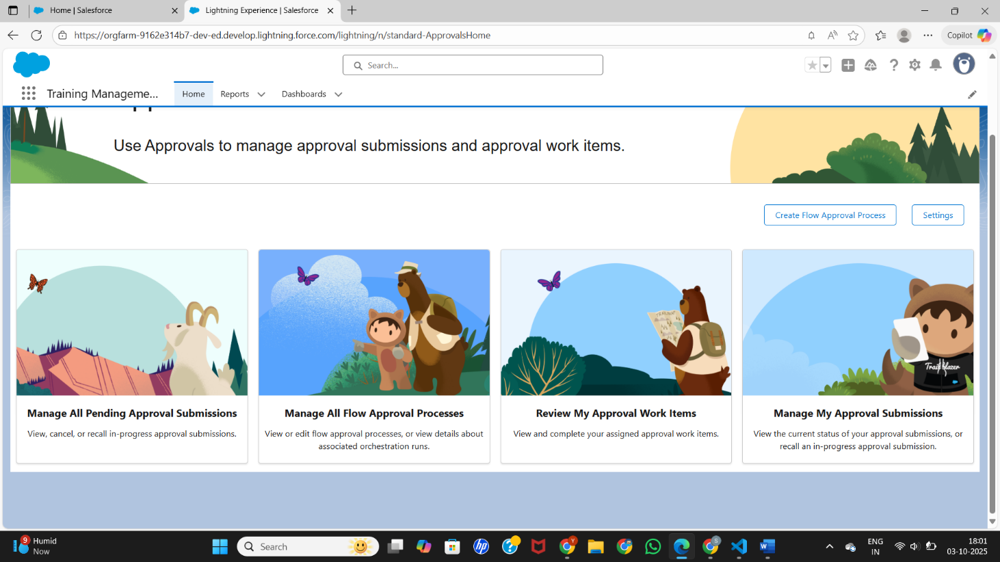 Home | Salesforce
Lightning Experience | Salesforce
https://orgfarm-9162e314b7-dev-ed.develop.lightning.force.com/lightning/n/standard-ApprovalsHome
Copilot
Search...
Training Manageme...
Home
Reports
Dashboards
Use Approvals to manage approval submissions and approval work items.
Create Flow Approval Process
Settings
Trailblazer
Manage All Pending Approval Submissions
View, cancel, or recall in-progress approval submissions.
Manage All Flow Approval Processes
View or edit flow approval processes, or view details about
associated orchestration runs.
Review My Approval Work Items
View and complete your assigned approval work items.
Manage My Approval Submissions
View the current status of your approval submissions, or
recall an in-progress approval submission.
9
Humid
Now
Search
ENG
IN
18:01
03-10-2025